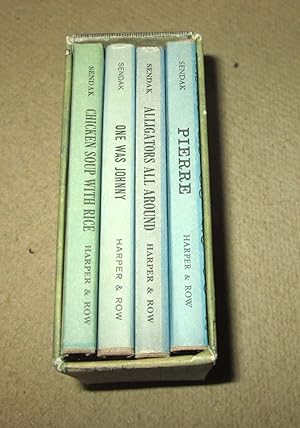 SENDAK CHICKEN SOUP WITH RICE HARPER & ROW
SENDAK ONE WAS JOHNNY HARPER & ROW
SENDAK ALLIGATORS ALL AROUND HARPER & ROW
SENDAK PIERRE HARPER & ROW